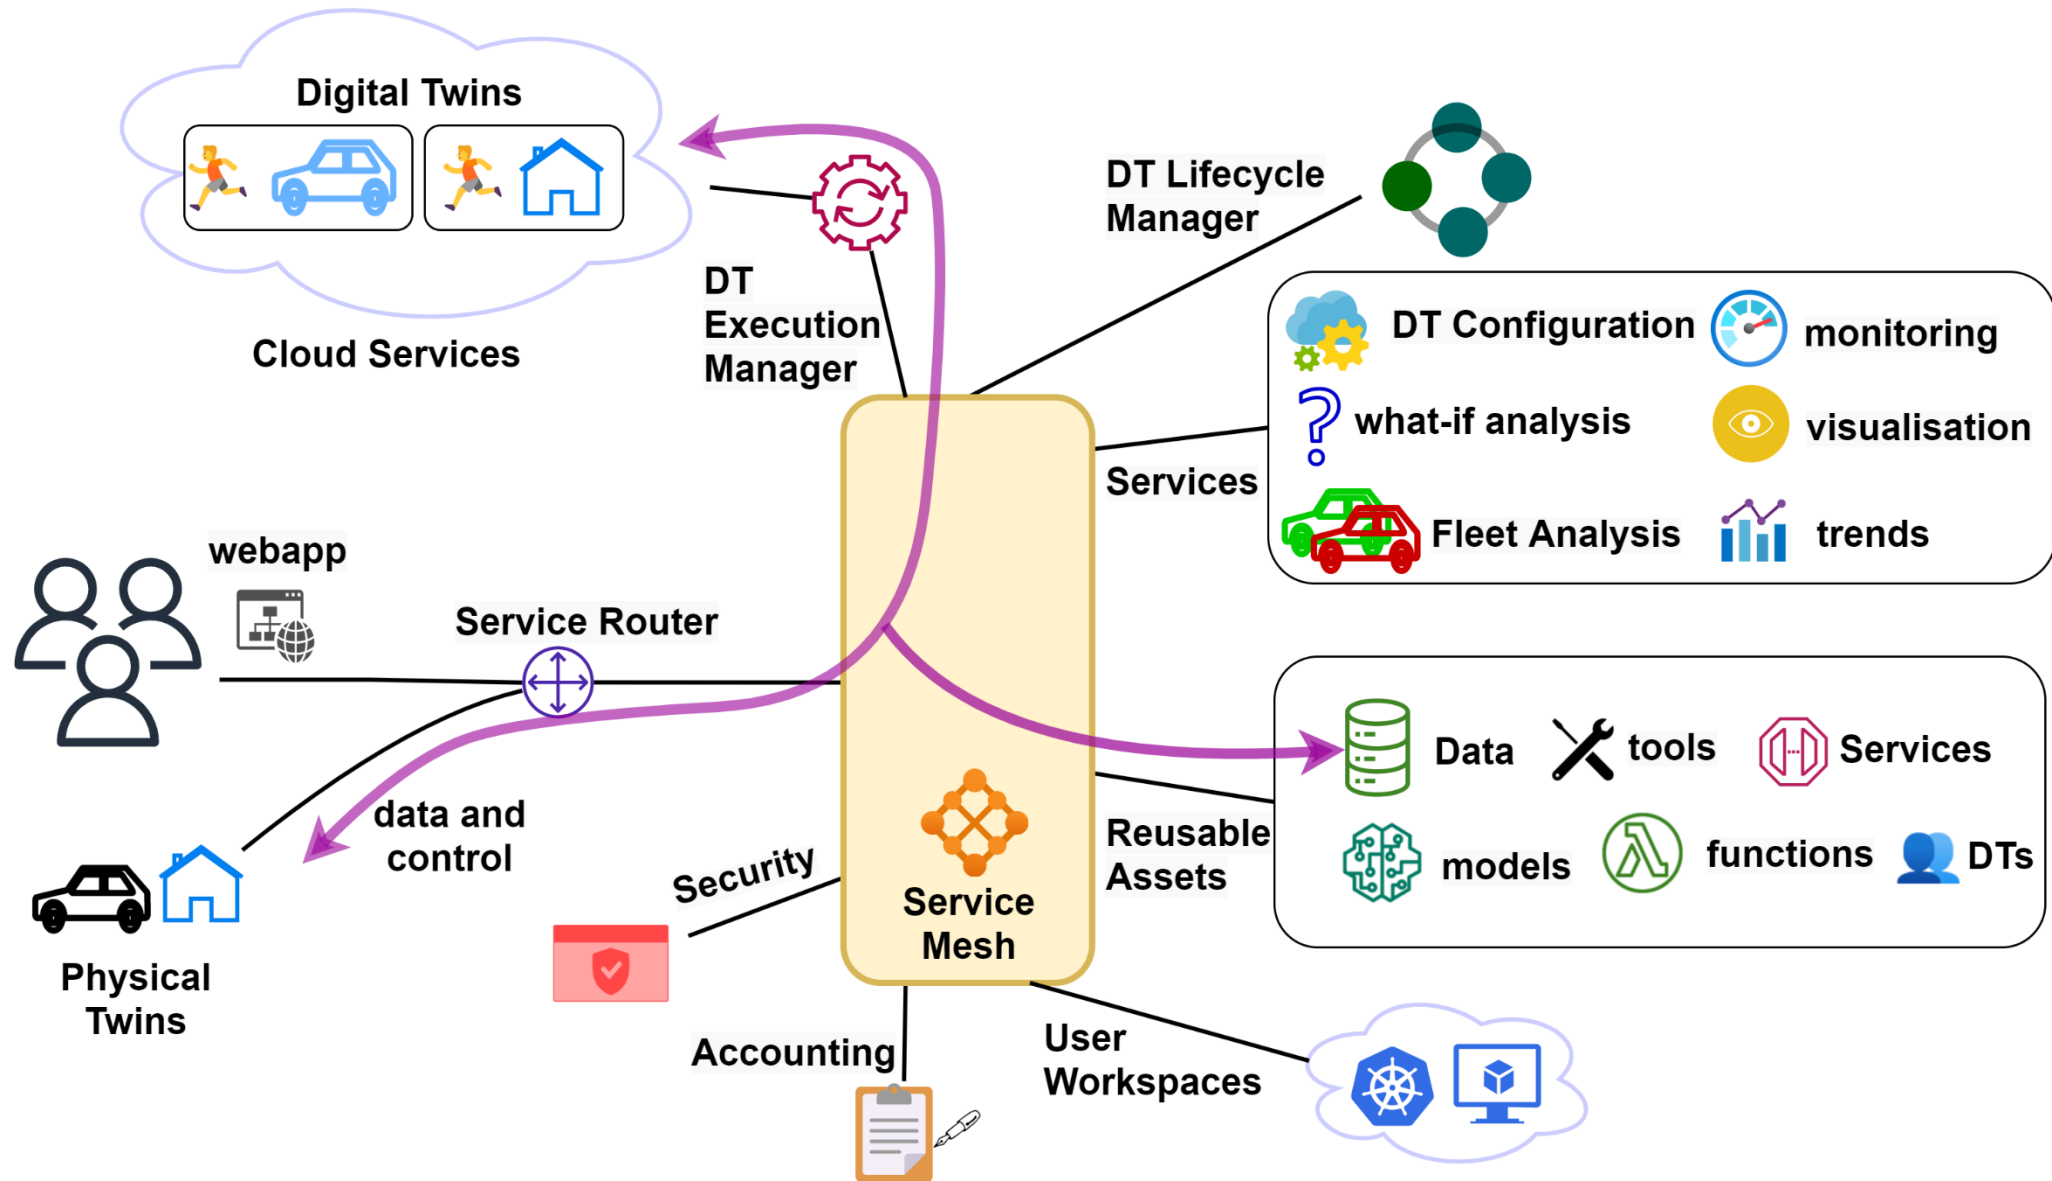 Digital Twins
Cloud Services
DT
Execution
Manager
DT Lifecycle
Manager
DT Configuration
monitoring
what-if analysis
visualisation
Fleet Analysis
trends
Services
webapp
Service Router
data and
control
Physical
Twins
Security
Service
Mesh
Reusable
Assets
Data
tools
Services
models
functions
DTs
Accounting
User
Workspaces